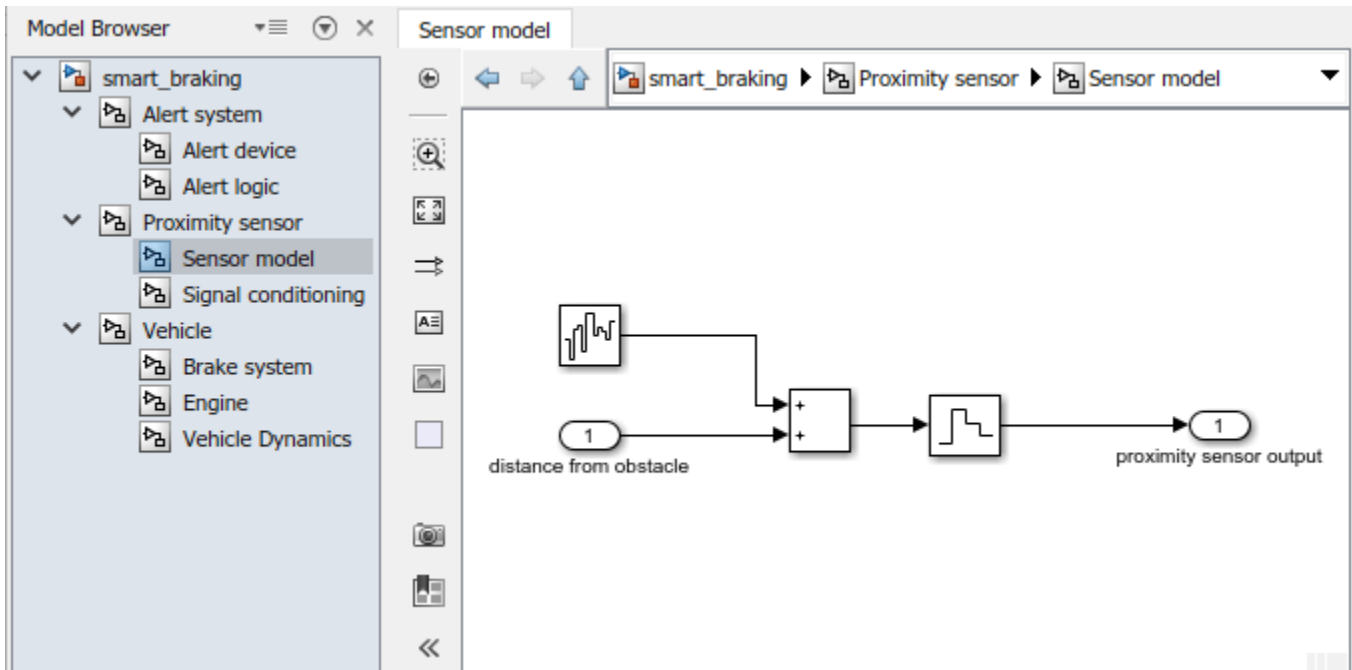 Model Browser
smart_braking
Alert system
Alert device
Alert logic
Proximity sensor
Sensor model
Signal conditioning
Vehicle
Brake system
Engine
Vehicle Dynamics
Sensor model
smart_braking Proximity sensor Sensor model
A
+
+
1
distance from obstacle
1
proximity sensor output